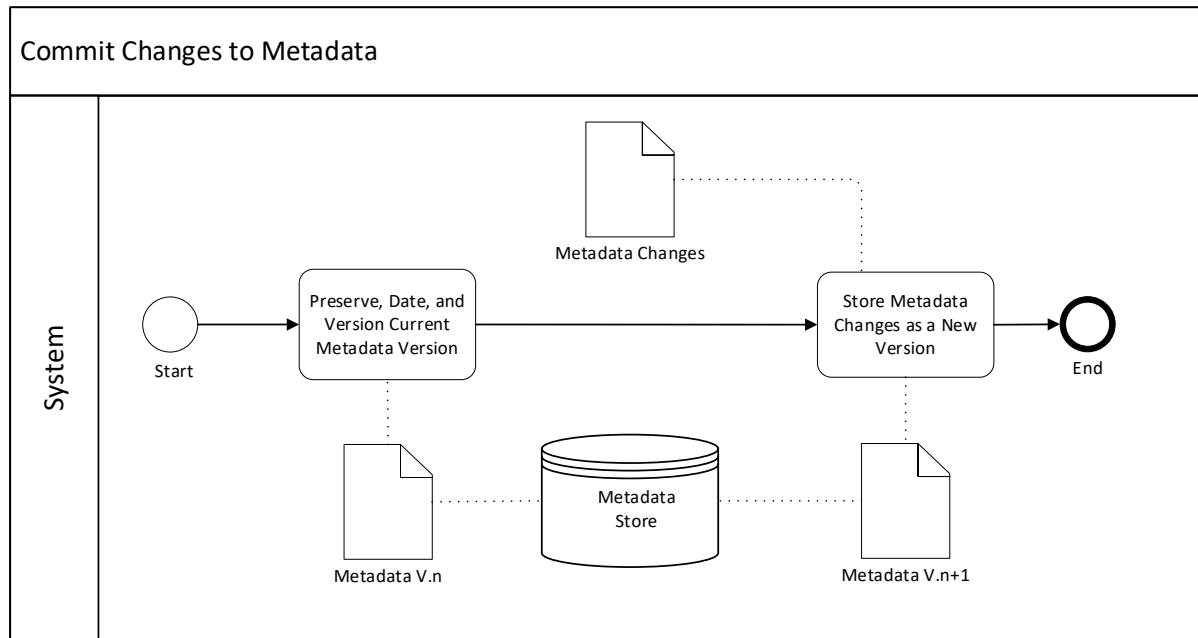 Commit Changes to Metadata
System
Metadata Changes
Start
Preserve, Date, and
Version Current
Metadata Version
Store Metadata
Changes as a New
Version
End
Metadata V.n
Metadata
Store
Metadata V.n+1